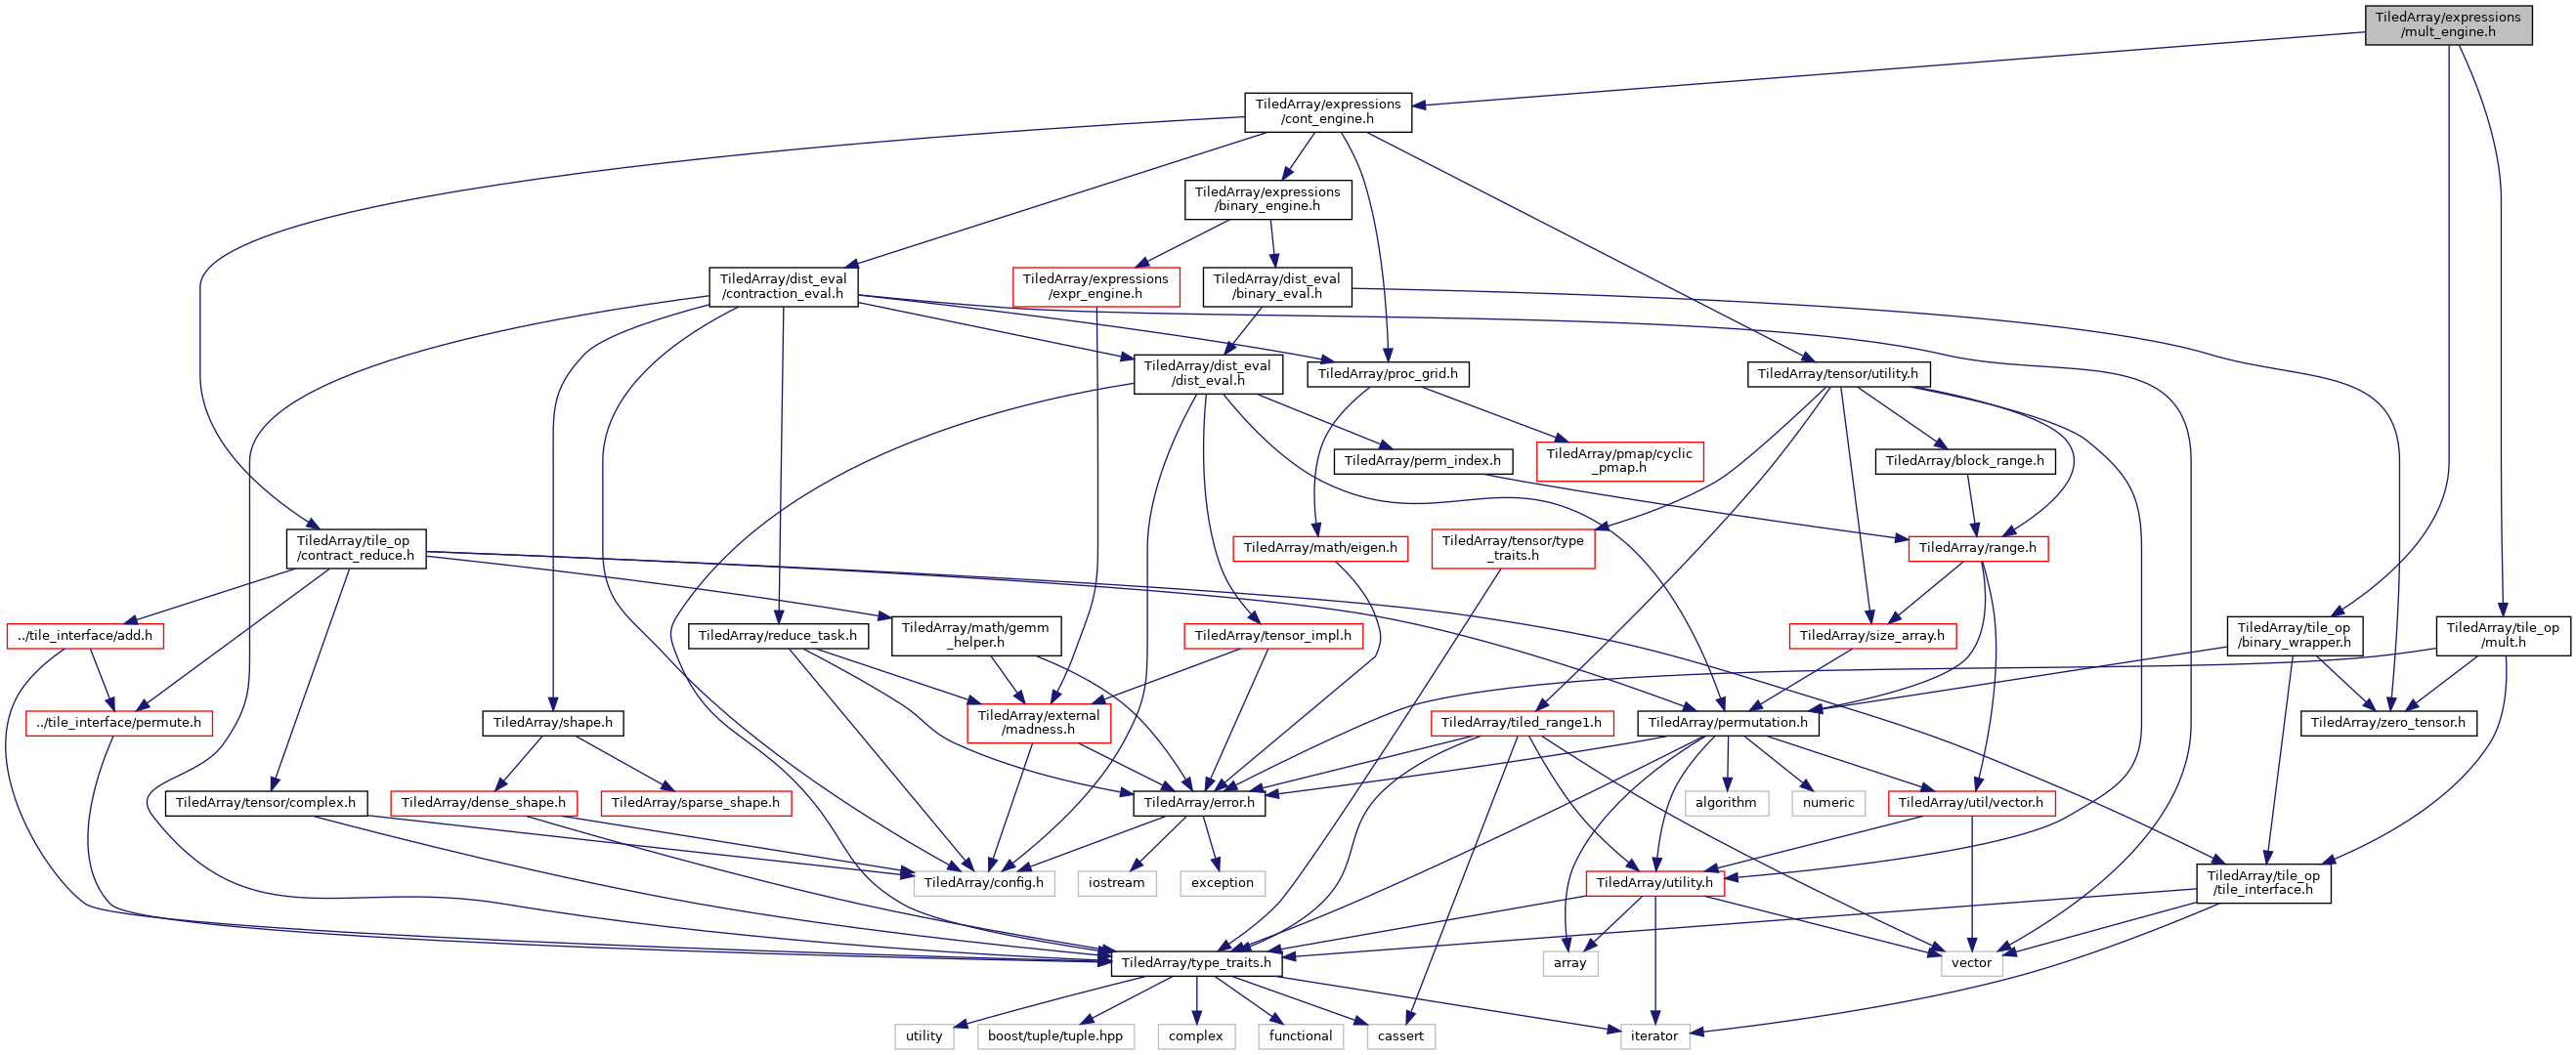 TiledArray/expressions
/mult_engine.h
TiledArray/expressions
/cont_engine.h
TiledArray/expressions
/binary_engine.h
TiledArray/dist_eval
/contraction_eval.h
TiledArray/expressions
/expr_engine.h
TiledArray/dist_eval
/binary_eval.h
TiledArray/dist_eval
/dist_eval.h
TiledArray/proc_grid.h
TiledArray/tensor/utility.h
TiledArray/perm_index.h
TiledArray/pmap/cyclic
_pmap.h
TiledArray/block_range.h
TiledArray/tile_op
/contract_reduce.h
TiledArray/math/eigen.h
TiledArray/tensor/type
_traits.h
TiledArray/range.h
../tile_interface/add.h
TiledArray/reduce_task.h
TiledArray/math/gemm
_helper.h
TiledArray/tensor_impl.h
TiledArray/size_array.h
TiledArray/tile_op
/binary_wrapper.h
TiledArray/tile_op
/mult.h
../tile_interface/permute.h
TiledArray/shape.h
TiledArray/external
/madness.h
TiledArray/tiled_range1.h
TiledArray/permutation.h
TiledArray/zero_tensor.h
TiledArray/tensor/complex.h
TiledArray/dense_shape.h
TiledArray/sparse_shape.h
TiledArray/error.h
algorithm
numeric
TiledArray/util/vector.h
TiledArray/config.h
iostream
exception
TiledArray/utility.h
TiledArray/tile_op
/tile_interface.h
TiledArray/type_traits.h
array
vector
utility
boost/tuple/tuple.hpp
complex
functional
cassert
iterator